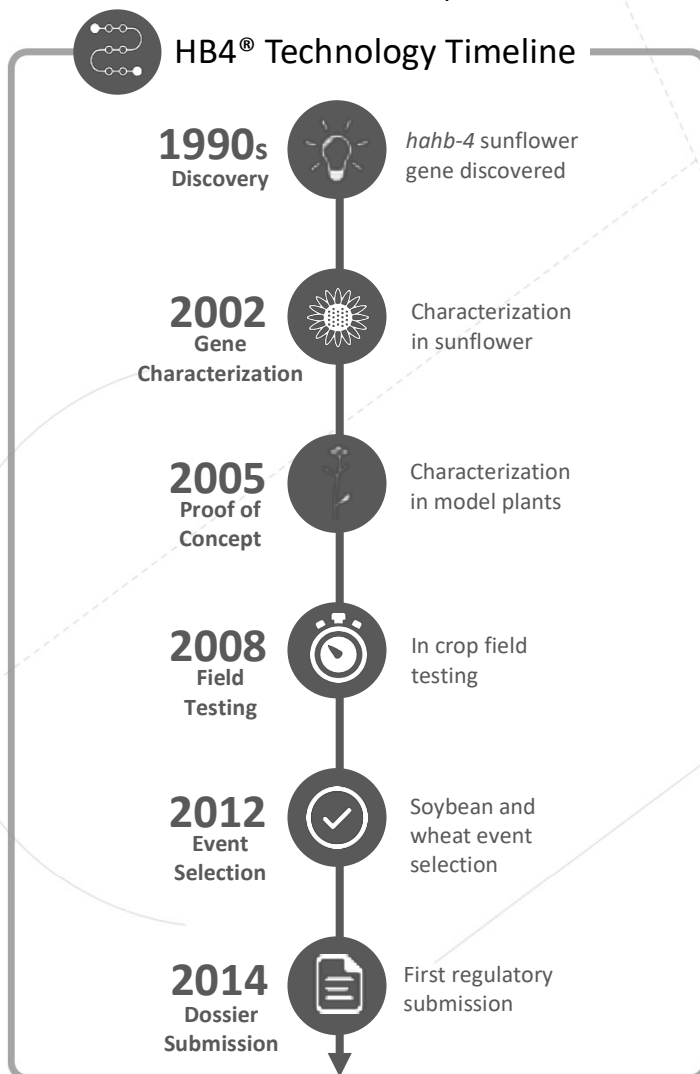 HB4® Technology Timeline
1990s
Discovery
hahb-4 sunflower
gene discovered
2002
Gene
Characterization
Characterization
in sunflower
2005
Proof of
Concept
Characterization
in model plants
2008
Field
Testing
In crop field
testing
2012
Event
Selection
Soybean and
wheat event
selection
2014
Dossier
Submission
First regulatory
submission